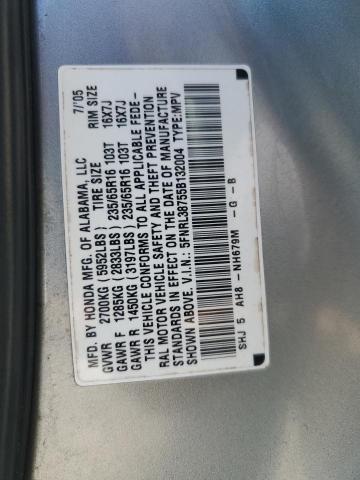 MFD. BY HONDA MFG. OF ALABAMA, LLC 7/'05
GVWR 2700KG (5952LBS) TIRE SIZE RIM SIZE
GAWR F 1285KG (2833LBS) 235/65R16 103T 16X7J
GAWR R 1450KG (3197LBS) 235/65R16 103T 16X7J
THIS VEHICLE CONFORMS TO ALL APPLICABLE FEDE-
RAL MOTOR VEHICLE SAFETY AND THEFT PREVENTION
STANDARDS IN EFFECT ON THE DATE OF MANUFACTURE
SHOWN ABOVE. V.I.N.: 5FNRL38755B132004 TYPE:MPV
SHJ 5 AH8 -NH679M -G -B